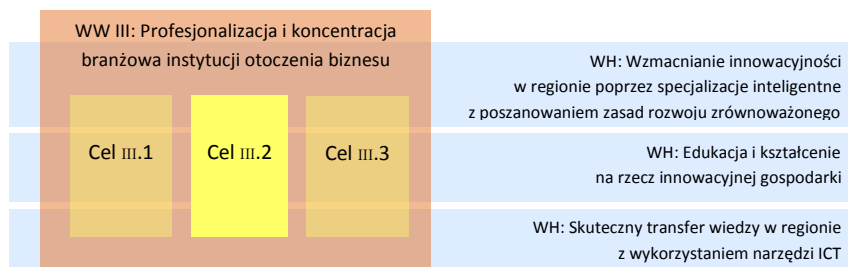 WW III: Profesjonalizacja i koncentracja
branżowa instytucji otoczenia biznesu
WH: Wzmacnianie innowacyjności
w regionie poprzez specjalizacje inteligentne
z poszanowaniem zasad rozwoju zrównoważonego
Cel III.1
Cel III.2
Cel III.3
WH: Edukacja i kształcenie
na rzecz innowacyjnej gospodarki
WH: Skuteczny transfer wiedzy w regionie
z wykorzystaniem narzędzi ICT